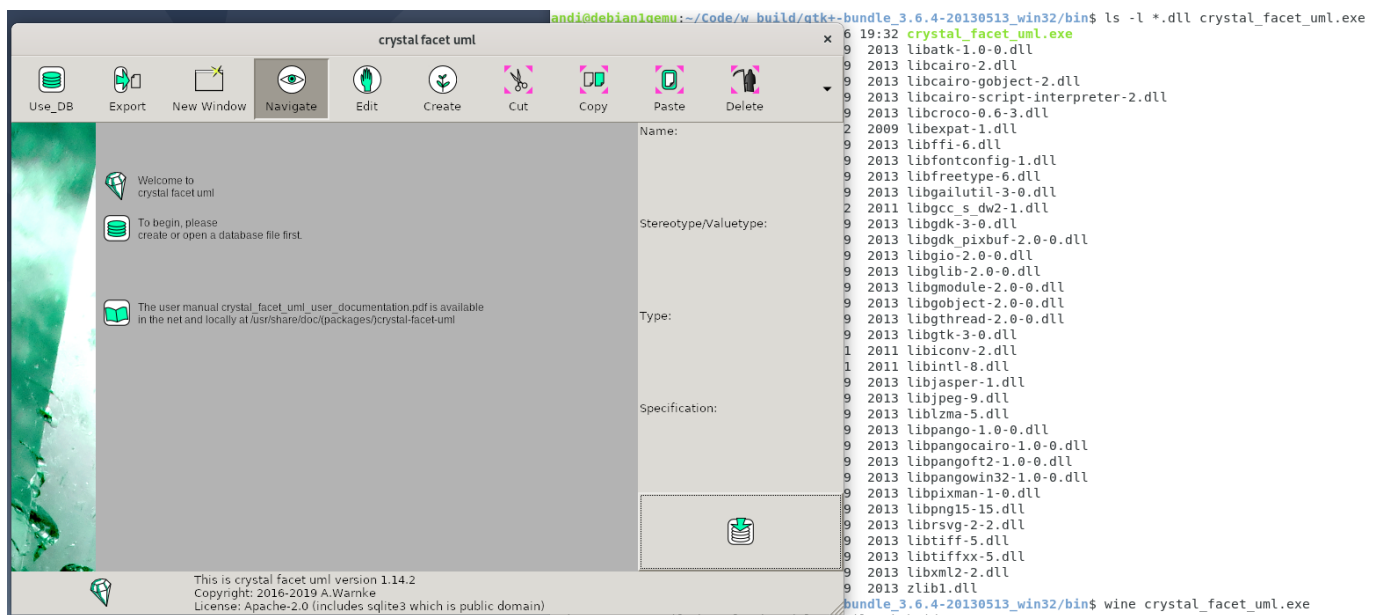 crystal facet uml
×
Use_DB
Export
New Window
Navigate
Edit
Create
Cut
Copy
Paste
Delete
Welcome to
crystal facet uml
To begin, please
create or open a database file first.
The user manual crystal_facet_uml_user_documentation.pdf is available
in the net and locally at /usr/share/doc/(packages/)crystal-facet-uml
Name:
Stereotype/Valuetype:
Type:
Specification:
This is crystal facet uml version 1.14.2
Copyright: 2016-2019 A.Warnke
License: Apache-2.0 (includes sqlite3 which is public domain)
andi@debian1qemu:~/Code/w_build/gtk+-bundle_3.6.4-20130513_win32/bin$ ls -l *.dll crystal_facet_uml.exe
6 19:32 crystal_facet_uml.exe
9 2013 libatk-1.0-0.dll
9 2013 libcairo-2.dll
9 2013 libcairo-gobject-2.dll
9 2013 libcairo-script-interpreter-2.dll
9 2013 libcroco-0.6-3.dll
2 2009 libexpat-1.dll
9 2013 libffi-6.dll
9 2013 libfontconfig-1.dll
9 2013 libfreetype-6.dll
9 2013 libgailutil-3-0.dll
2 2011 libgcc_s_dw2-1.dll
9 2013 libgdk-3-0.dll
9 2013 libgdk_pixbuf-2.0-0.dll
9 2013 libgio-2.0-0.dll
9 2013 libglib-2.0-0.dll
9 2013 libgmodule-2.0-0.dll
9 2013 libgobject-2.0-0.dll
9 2013 libgthread-2.0-0.dll
9 2013 libgtk-3-0.dll
1 2011 libiconv-2.dll
1 2011 libintl-8.dll
9 2013 libjasper-1.dll
9 2013 libjpeg-9.dll
9 2013 liblzma-5.dll
9 2013 libpango-1.0-0.dll
9 2013 libpangocairo-1.0-0.dll
9 2013 libpangoft2-1.0-0.dll
9 2013 libpangowin32-1.0-0.dll
9 2013 libpixman-1-0.dll
9 2013 libpng15-15.dll
9 2013 librsvg-2-2.dll
9 2013 libtiff-5.dll
9 2013 libtiffxx-5.dll
9 2013 libxml2-2.dll
9 2013 zlib1.dll
bundle_3.6.4-20130513_win32/bin$ wine crystal_facet_uml.exe